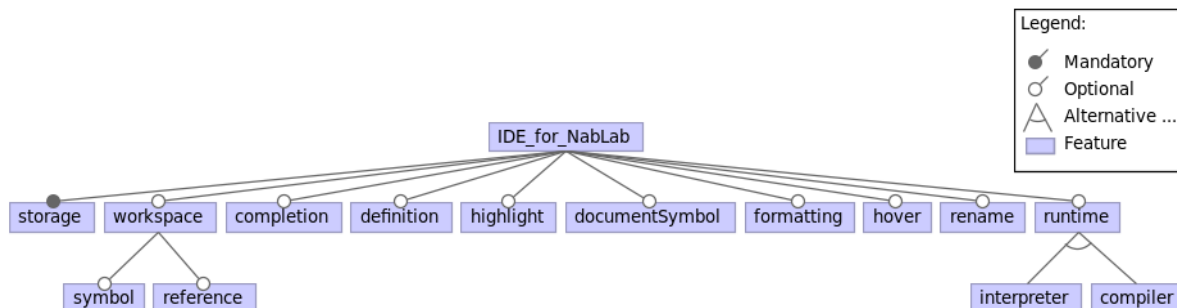 Legend:
Mandatory
Optional
Alternative ...
Feature
IDE_for_NabLab
storage workspace completion definition highlight documentSymbol formatting hover rename runtime
symbol reference interpreter compiler